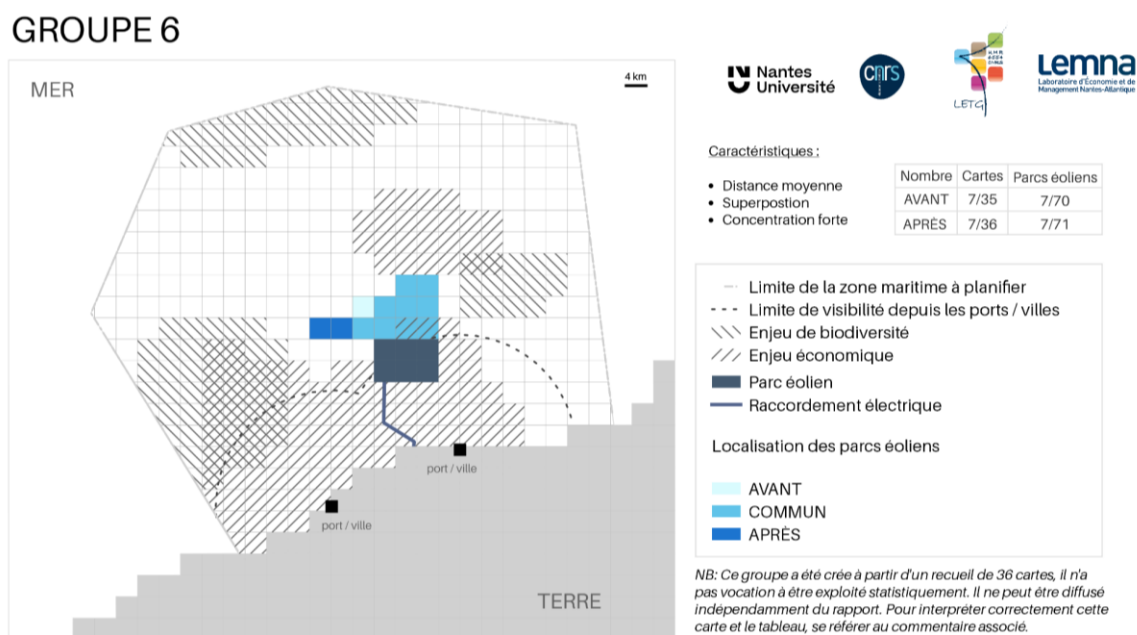 GROUPE 6
MER
4 km
port / ville
port / ville
TERRE
Nantes
Université
cnrs
LETG
Lemna
Laboratoire d'Économie et de
Management Nantes-Atlantique
Caractéristiques :
• Distance moyenne
• Superpostion
• Concentration forte
Nombre Cartes Parcs éoliens
AVANT 7/35 7/70
APRÈS 7/36 7/71
Limite de la zone maritime à planifier
Limite de visibilité depuis les ports / villes
Enjeu de biodiversité
Enjeu économique
Parc éolien
Raccordement électrique
Localisation des parcs éoliens
AVANT
COMMUN
APRÈS
NB: Ce groupe a été crée à partir d'un recueil de 36 cartes, il n'a
pas vocation à être exploité statistiquement. Il ne peut être diffusé
indépendamment du rapport. Pour interpréter correctement cette
carte et le tableau, se référer au commentaire associé.